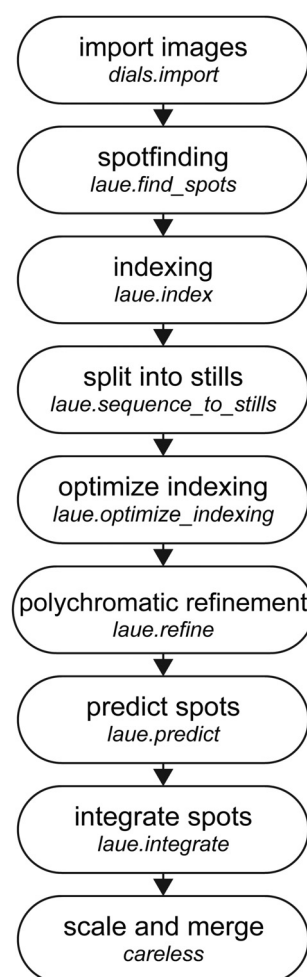 import images
dials.import
spotfinding
laue.find_spots
indexing
laue.index
split into stills
laue.sequence_to_stills
optimize indexing
laue.optimize_indexing
polychromatic refinement
laue.refine
predict spots
laue.predict
integrate spots
laue.integrate
scale and merge
careless